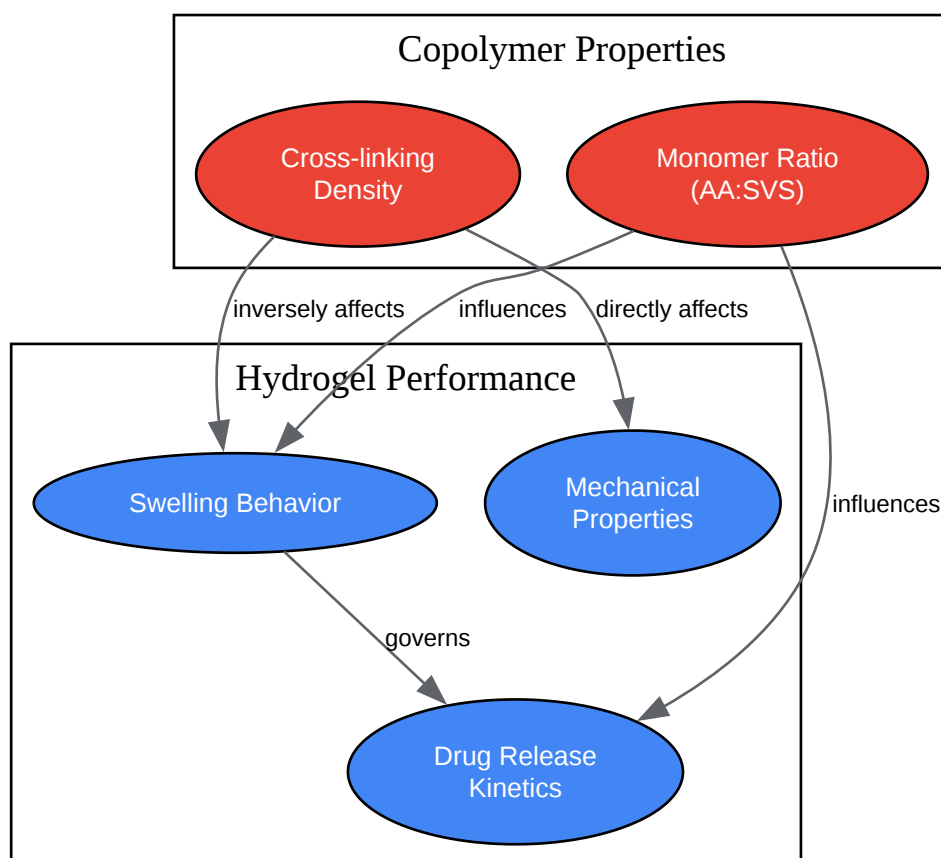 Copolymer Properties
Cross-linking
Density
Monomer Ratio
(AA:SVS)
inversely affects
influences
directly affects
Hydrogel Performance
Swelling Behavior
Mechanical
Properties
influences
governs
Drug Release
Kinetics